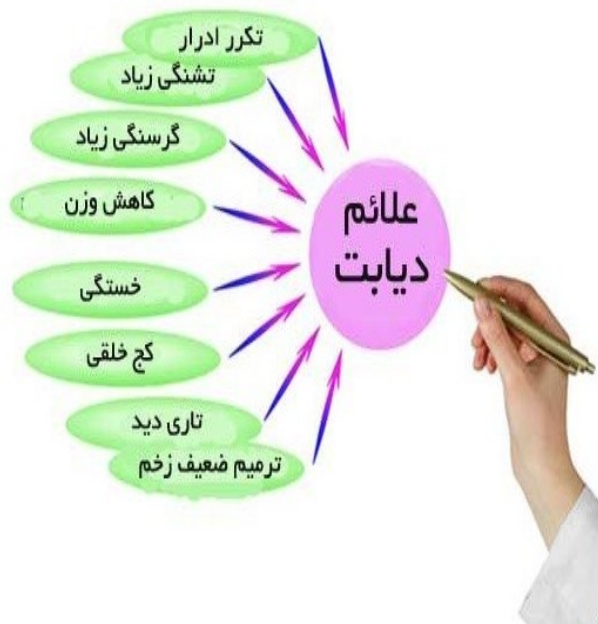 تکرر ادرار
تشنگی زیاد
گرسنگی زیاد
کاهش وزن
خستگی
کج خلقی
تاری دید
ترمیم ضعیف زخم
علائم
دیابت